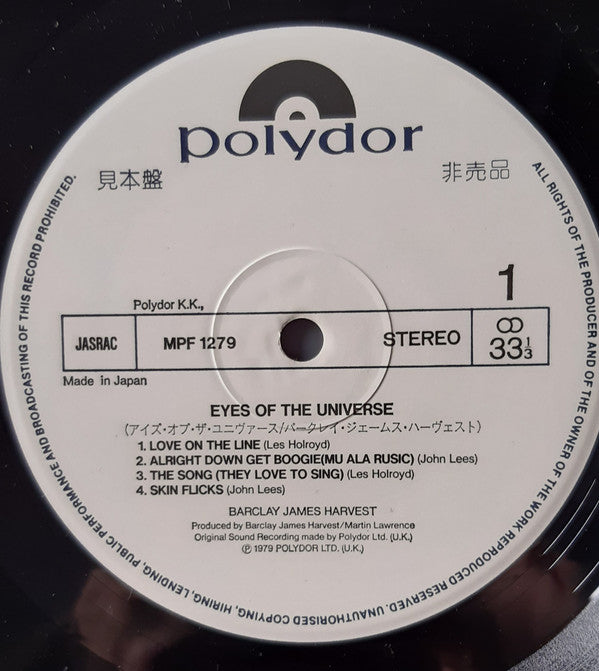 polydor
見本盤
非売品
1
Polydor K.K.,
JASRAC
MPF 1279
STEREO
33⅓
Made in Japan
EYES OF THE UNIVERSE
(アイズ・オブ・ザ・ユニヴァース/バークレイ・ジェームス・ハーヴェスト)
1. LOVE ON THE LINE (Les Holroyd)
2. ALRIGHT DOWN GET BOOGIE(MU ALA RUSIC) (John Lees)
3. THE SONG (THEY LOVE TO SING) (Les Holroyd)
4. SKIN FLICKS (John Lees)
BARCLAY JAMES HARVEST
Produced by Barclay James Harvest/Martin Lawrence
Original Sound Recording made by Polydor Ltd. (U.K.)
Ⓟ 1979 POLYDOR LTD. (U.K.)
ALL RIGHTS OF THE PRODUCER AND OF THE OWNER OF THE WORK REPRODUCED RESERVED. UNAUTHORISED COPYING, HIRING, LENDING, PUBLIC PERFORMANCE AND BROADCASTING OF THIS RECORD PROHIBITED.